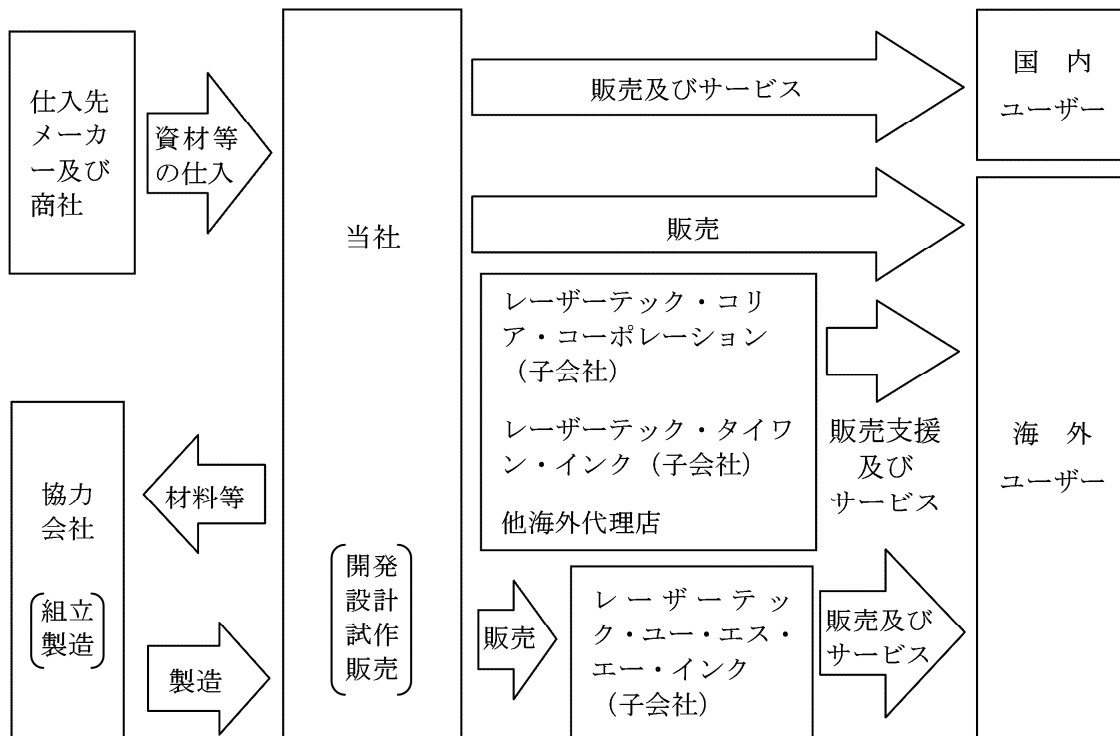 仕入先
メーカ
ー及び
商社
資材等
の仕入
当社
販売及びサービス
国 内
ユーザー
販売
レーザーテック・コリ
ア・コーポレーション
(子会社)
レーザーテック・タイワ
ン・インク(子会社)
他海外代理店
販売支援
及び
サービス
海 外
ユーザー
協力
会社
組立
製造
材料等
製造
開発
設計
試作
販売
販売
レーザーテッ
ク・ユー・エス・
エー・インク
(子会社)
販売及び
サービス